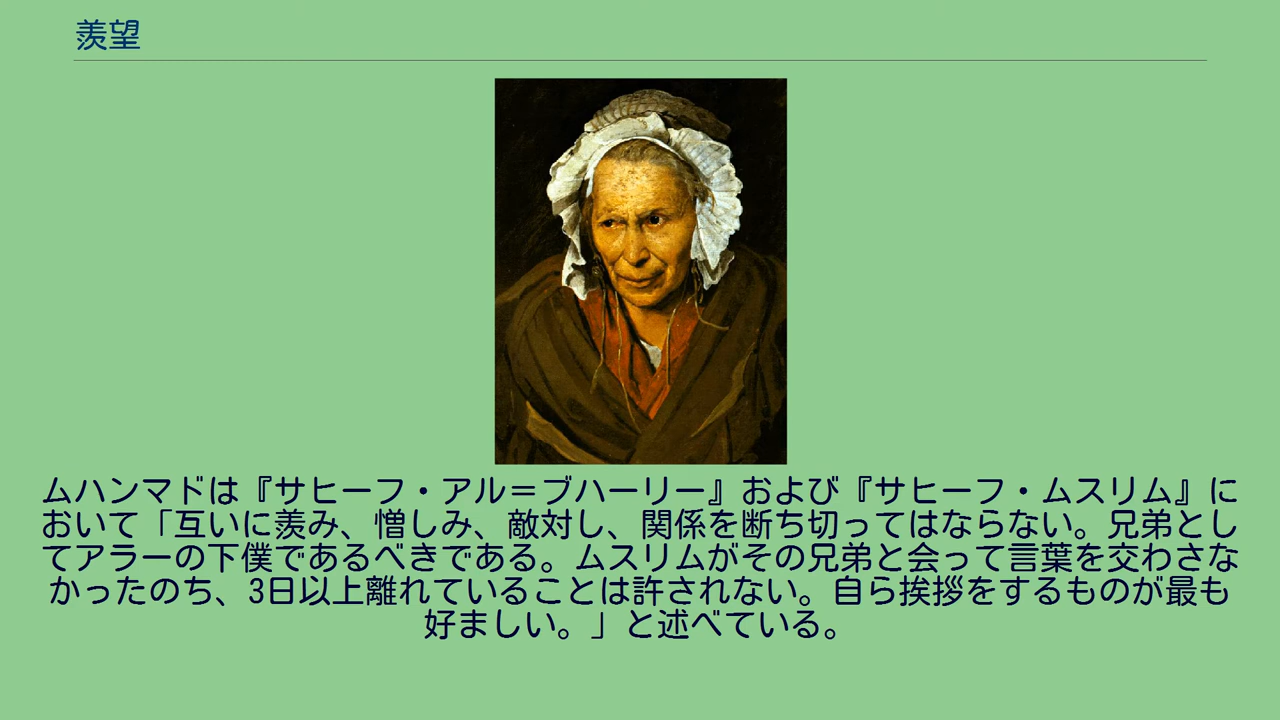 羨望
ムハンマドは『サヒーフ・アル＝ブハーリー』および『サヒーフ・ムスリム』に
おいて「互いに羨み、憎しみ、敵対し、関係を断ち切ってはならない。兄弟とし
てアラーの下僕であるべきである。ムスリムがその兄弟と会って言葉を交わさな
かったのち、3日以上離れていることは許されない。自ら挨拶をするものが最も
好ましい。」と述べている。